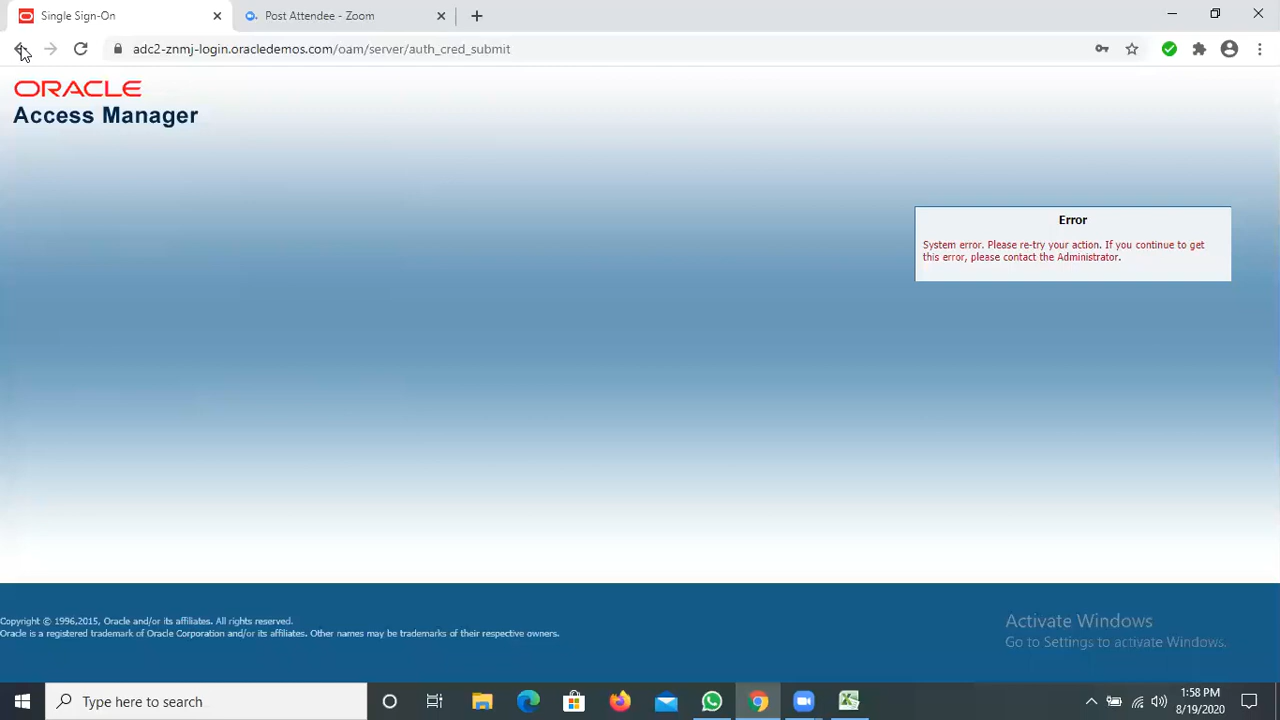 Single Sign-On
Post Attendee - Zoom
adc2-znmj-login.oracledemos.com/oam/server/auth_cred_submit
ORACLE
Access Manager
Error
System error. Please re-try your action. If you continue to get
this error, please contact the Administrator.
Copyright © 1996,2015, Oracle and/or its affiliates. All rights reserved.
Oracle is a registered trademark of Oracle Corporation and/or its affiliates. Other names may be trademarks of their respective owners.
Activate Windows
Go to Settings to activate Windows.
Type here to search
1:58 PM
8/19/2020